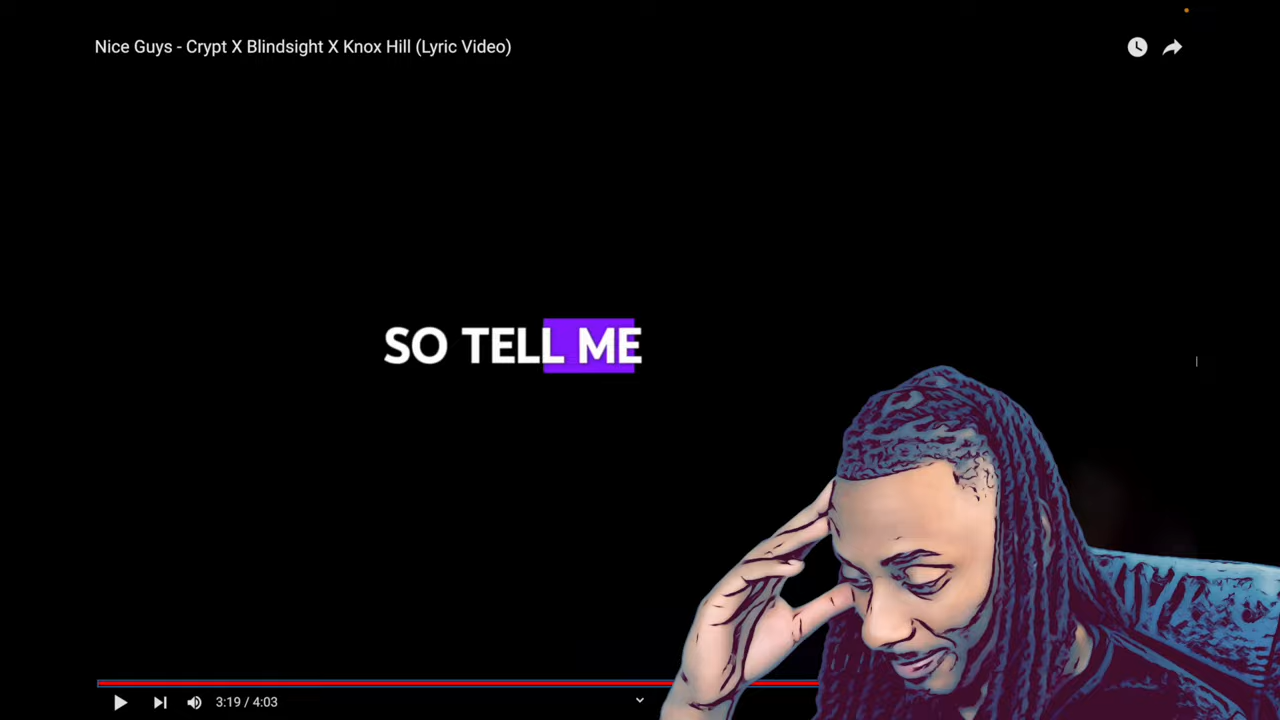 Nice Guys - Crypt X Blindsight X Knox Hill (Lyric Video)
SO TELL ME
3:19 / 4:03